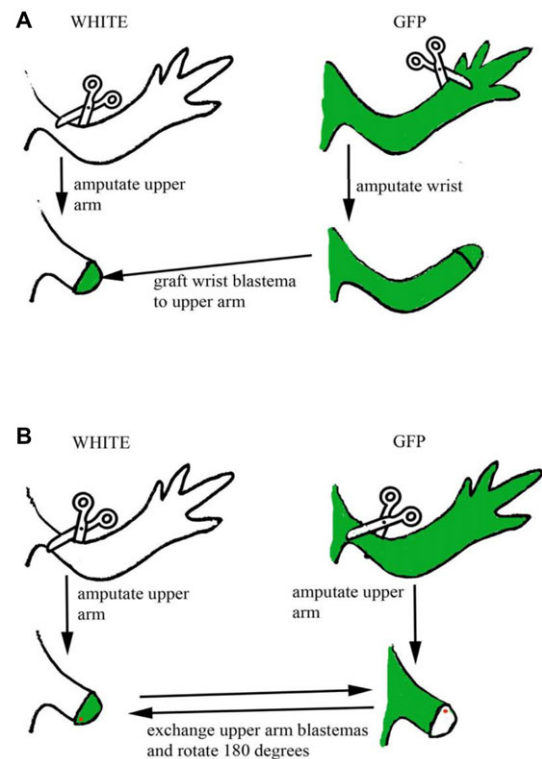 A
WHITE
GFP
amputate upper
arm
amputate wrist
graft wrist blastema
to upper arm
B
WHITE
GFP
amputate upper
arm
amputate upper
arm
exchange upper arm blastemas
and rotate 180 degrees